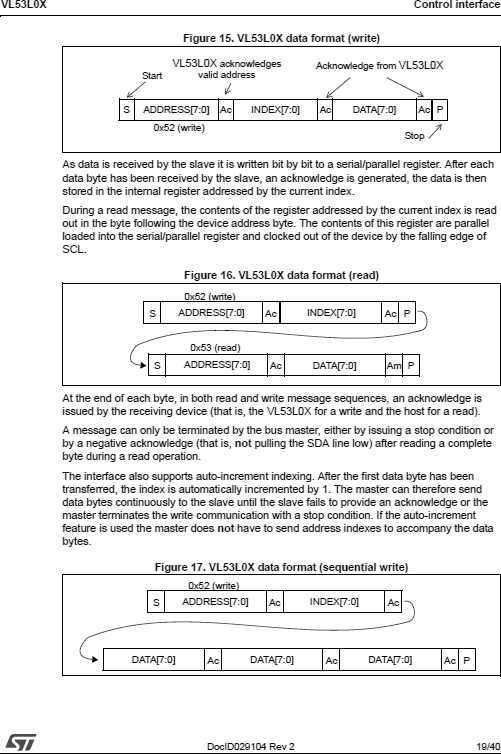 VL53L0X Control interface
Figure 15. VL53L0X data format (write)
Start VL53L0X acknowledges valid address Acknowledge from VL53L0X
S ADDRESS[7:0] Ac INDEX[7:0] Ac DATA[7:0] Ac P
0x52 (write)
Stop
As data is received by the slave it is written bit by bit to a serial/parallel register. After each
data byte has been received by the slave, an acknowledge is generated, the data is then
stored in the internal register addressed by the current index.
During a read message, the contents of the register addressed by the current index is read
out in the byte following the device address byte. The contents of this register are parallel
loaded into the serial/parallel register and clocked out of the device by the falling edge of
SCL.
Figure 16. VL53L0X data format (read)
0x52 (write)
S ADDRESS[7:0] Ac INDEX[7:0] Ac P
0x53 (read)
S ADDRESS[7:0] Ac DATA[7:0] Am P
At the end of each byte, in both read and write message sequences, an acknowledge is
issued by the receiving device (that is, the VL53L0X for a write and the host for a read).
A message can only be terminated by the bus master, either by issuing a stop condition or
by a negative acknowledge (that is, not pulling the SDA line low) after reading a complete
byte during a read operation.
The interface also supports auto-increment indexing. After the first data byte has been
transferred, the index is automatically incremented by 1. The master can therefore send
data bytes continuously to the slave until the slave fails to provide an acknowledge or the
master terminates the write communication with a stop condition. If the auto-increment
feature is used the master does not have to send address indexes to accompany the data
bytes.
Figure 17. VL53L0X data format (sequential write)
0x52 (write)
S ADDRESS[7:0] Ac INDEX[7:0] Ac
DATA[7:0] Ac DATA[7:0] Ac DATA[7:0] Ac P
ST DocID029104 Rev 2 19/40